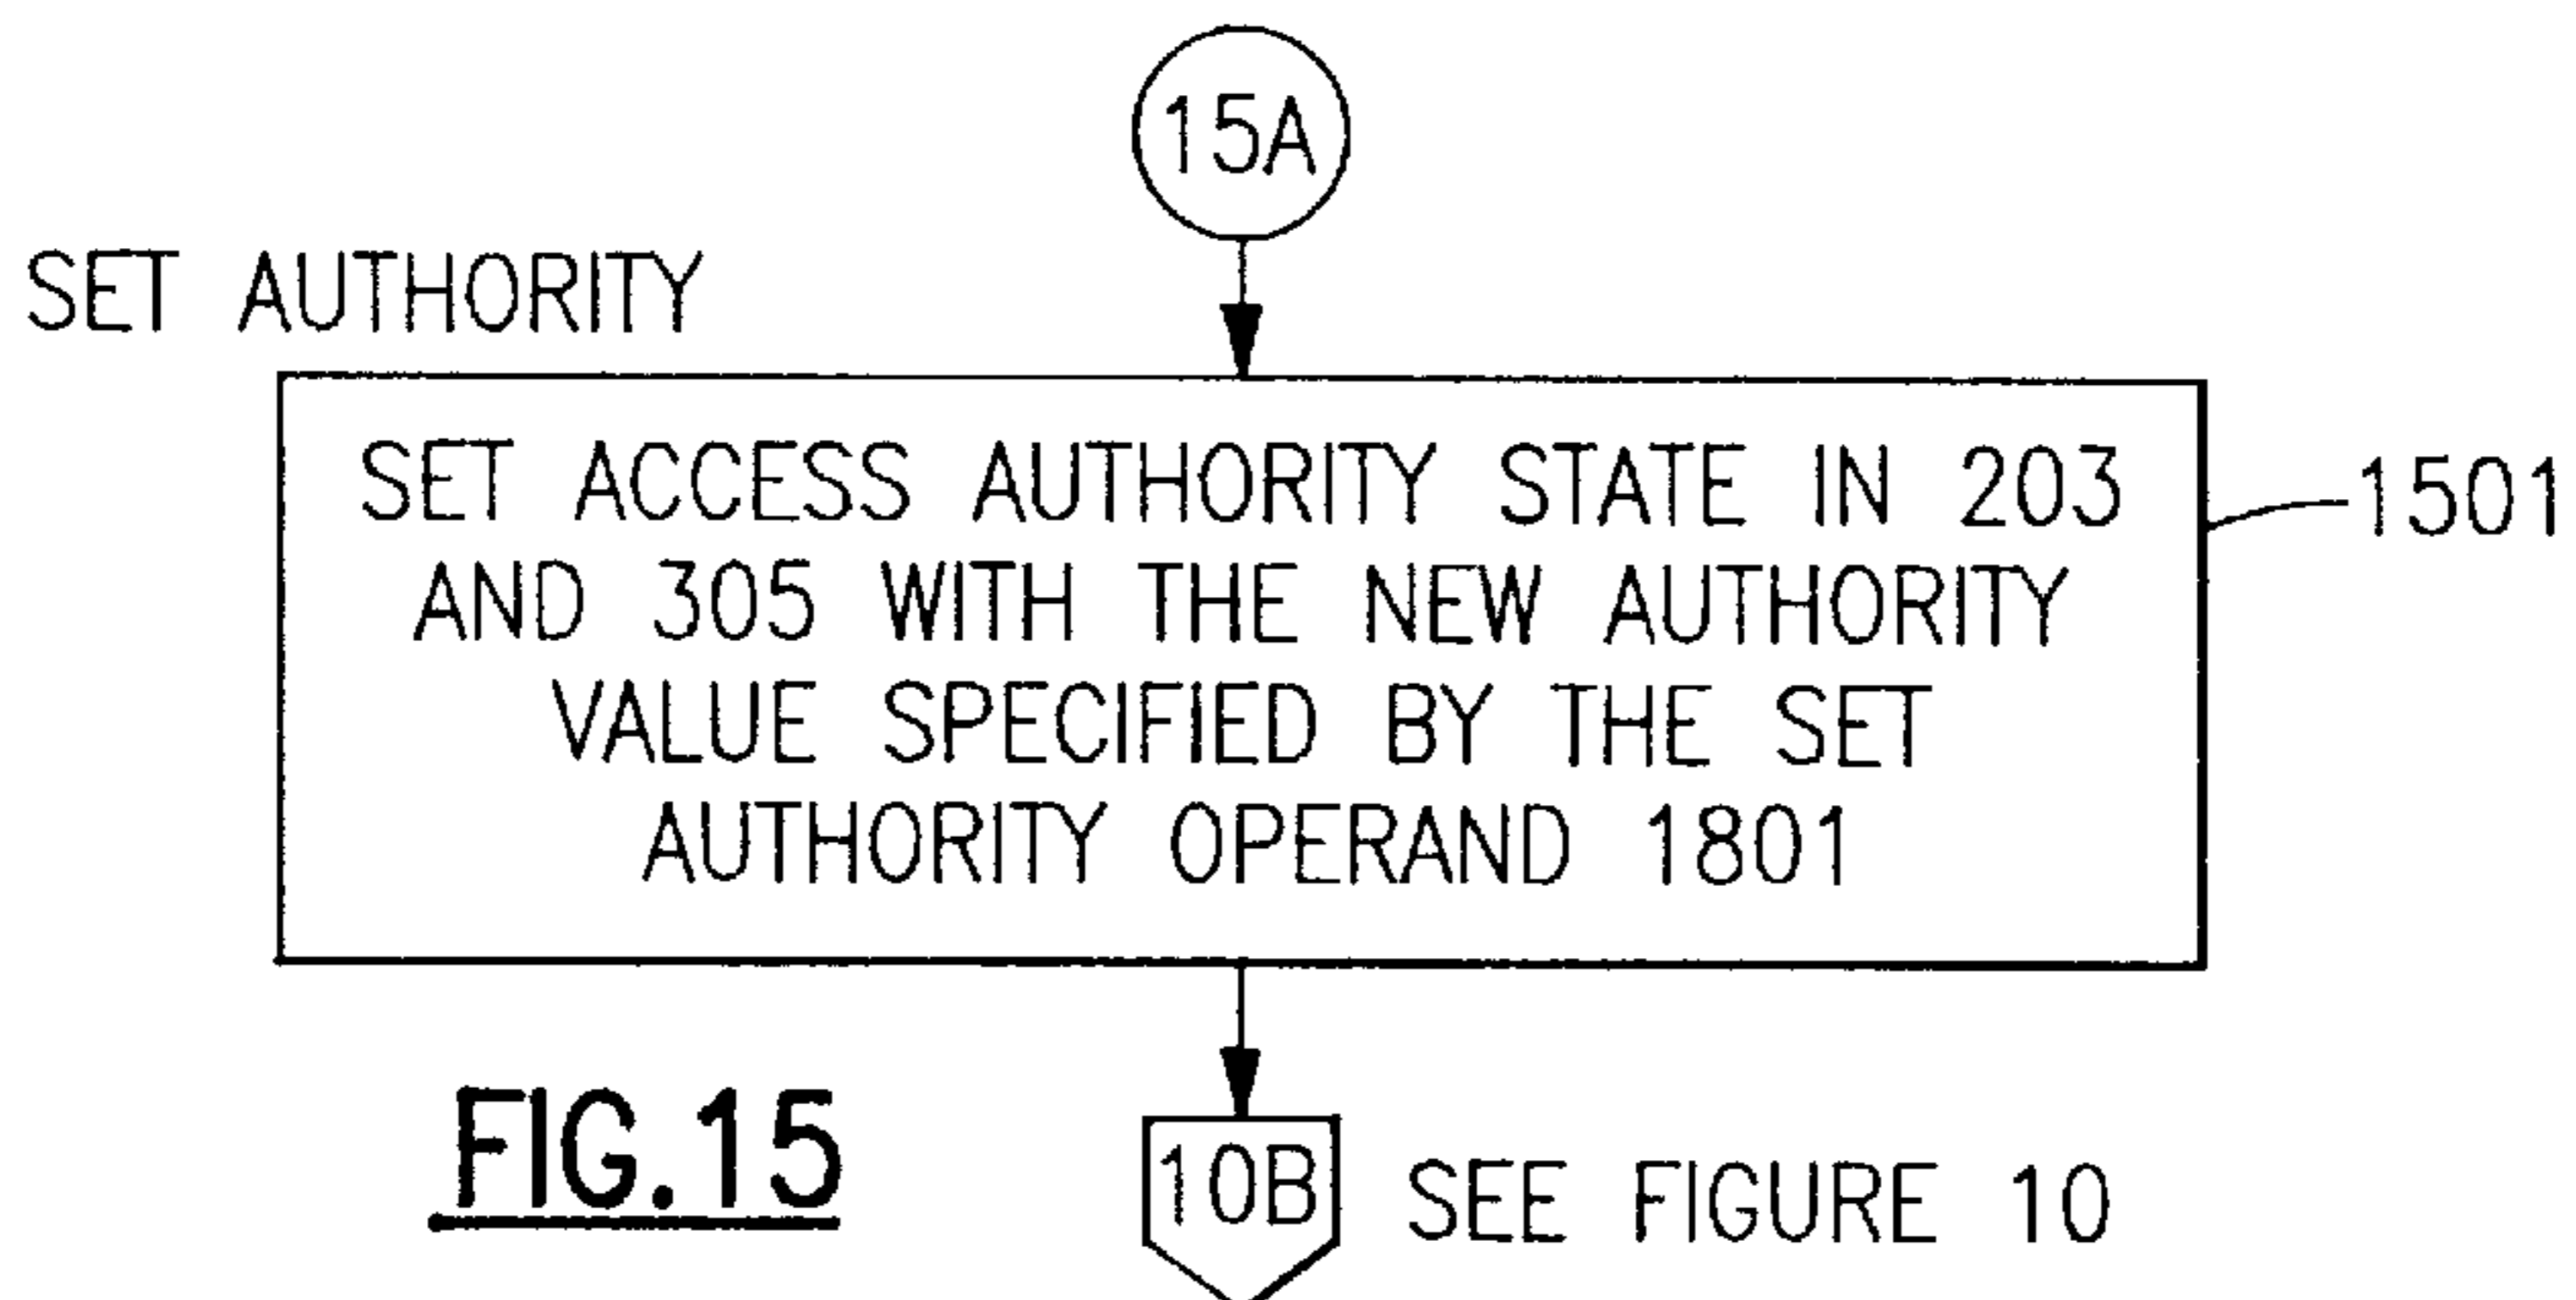 15A
SET AUTHORITY
SET ACCESS AUTHORITY STATE IN 203
AND 305 WITH THE NEW AUTHORITY
VALUE SPECIFIED BY THE SET
AUTHORITY OPERAND 1801
1501
10B
SEE FIGURE 10
FIG.15